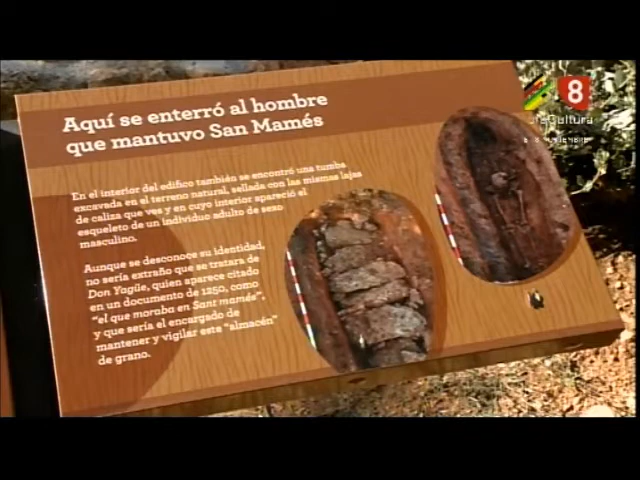 Aquí se enterró al hombre
que mantuvo San Mamés
En el interior del edifico también se encontró una tumba
excavada en el terreno natural, sellada con las mismas lajas
de caliza que ves y en cuyo interior apareció el
esqueleto de un individuo adulto de sexo
masculino.
Aunque se desconoce su identidad,
no sería extraño que se tratara de
Don Yagüe, quien aparece citado
en un documento de 1250, como
"el que moraba en Sant mamés",
y que sería el encargado de
mantener y vigilar este "almacén"
de grano.
8